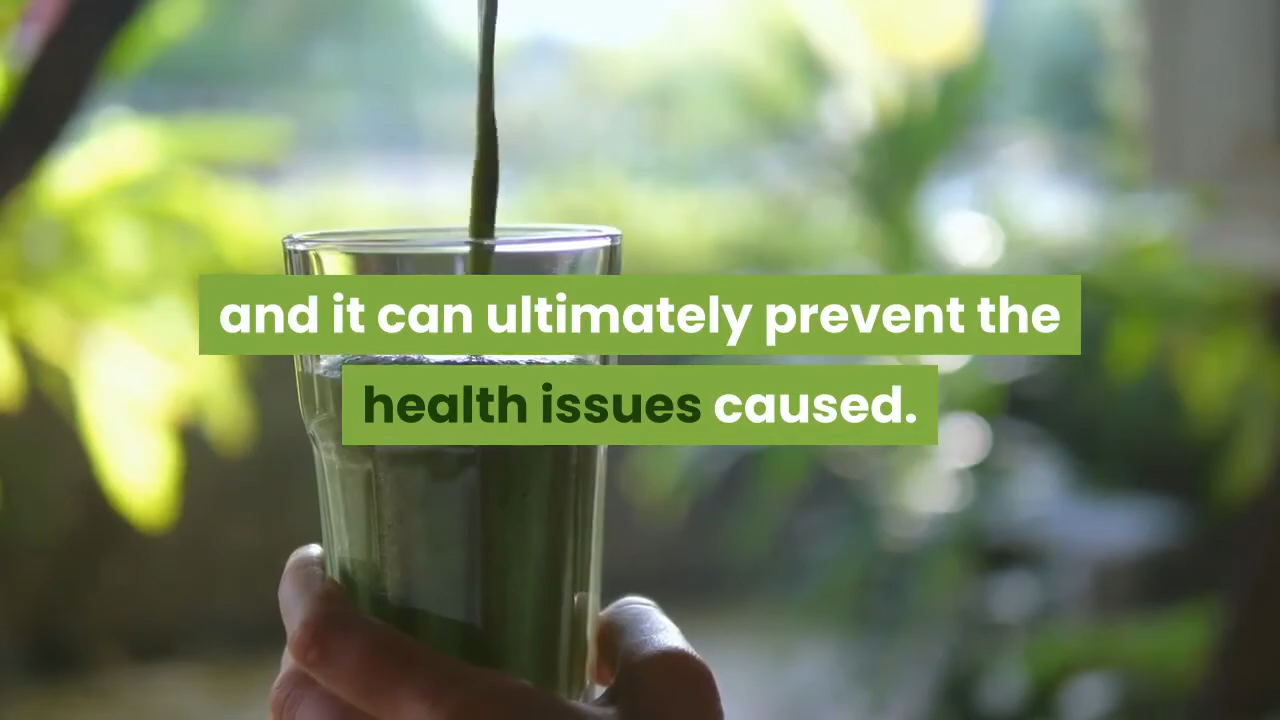 and it can ultimately prevent the
health issues caused.